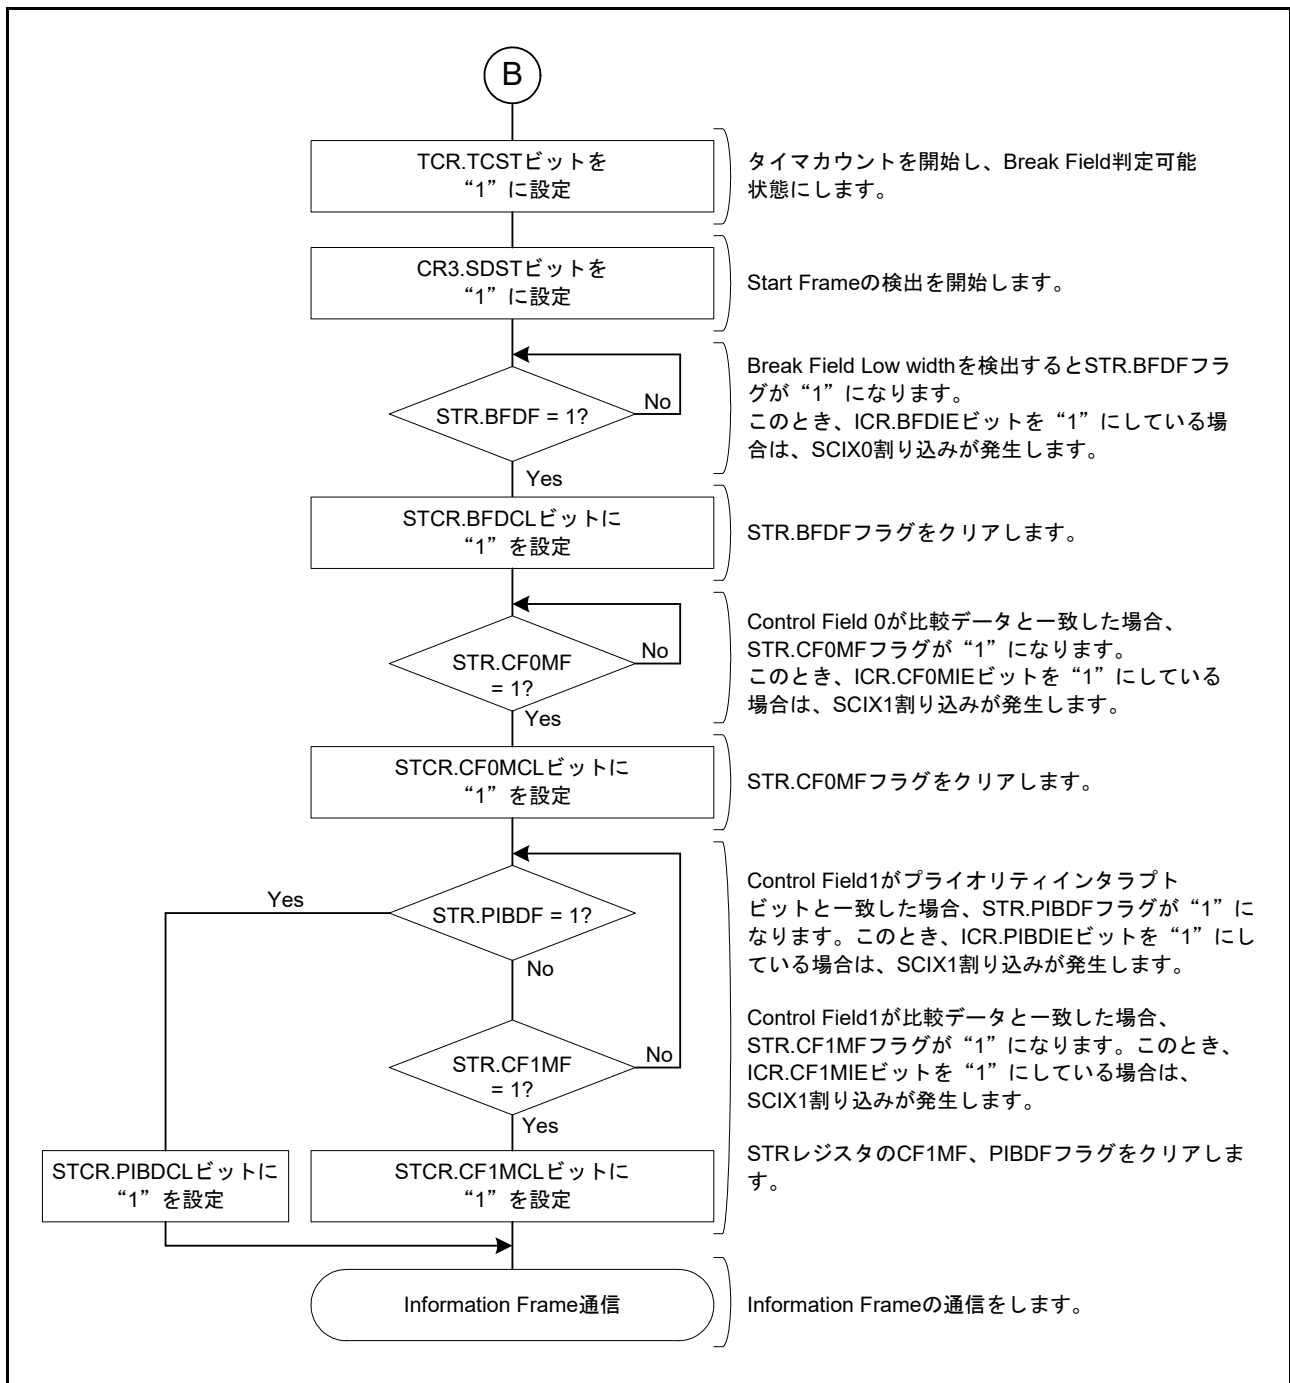 B
TCR.TCSTビットを
“1”に設定
タイマカウントを開始し、Break Field判定可能
状態にします。
CR3.SDSTビットを
“1”に設定
Start Frameの検出を開始します。
Break Field Low widthを検出するとSTR.BFDFフラ
グが“1”になります。
このとき、ICR.BFDIEビットを“1”にしている場
合は、SCIX0割り込みが発生します。
STR.BFDF = 1?
No
Yes
STCR.BFDCLビットに
“1”を設定
STR.BFDFフラグをクリアします。
Control Field 0が比較データと一致した場合、
STR.CF0MFフラグが“1”になります。
このとき、ICR.CF0MIEビットを“1”にしている
場合は、SCIX1割り込みが発生します。
STR.CF0MF
= 1?
No
Yes
STCR.CF0MCLビットに
“1”を設定
STR.CF0MFフラグをクリアします。
Yes
STR.PIBDF = 1?
No
Control Field1がプライオリティインタラプト
ビットと一致した場合、STR.PIBDFフラグが“1”に
なります。このとき、ICR.PIBDIEビットを“1”にし
ている場合は、SCIX1割り込みが発生します。
Control Field1が比較データと一致した場合、
STR.CF1MFフラグが“1”になります。このとき、
ICR.CF1MIEビットを“1”にしている場合は、
SCIX1割り込みが発生します。
STR.CF1MF
= 1?
No
Yes
STCR.PIBDCLビットに
“1”を設定
STCR.CF1MCLビットに
“1”を設定
STRレジスタのCF1MF、PIBDFフラグをクリアしま
す。
Information Frame通信
Information Frameの通信をします。